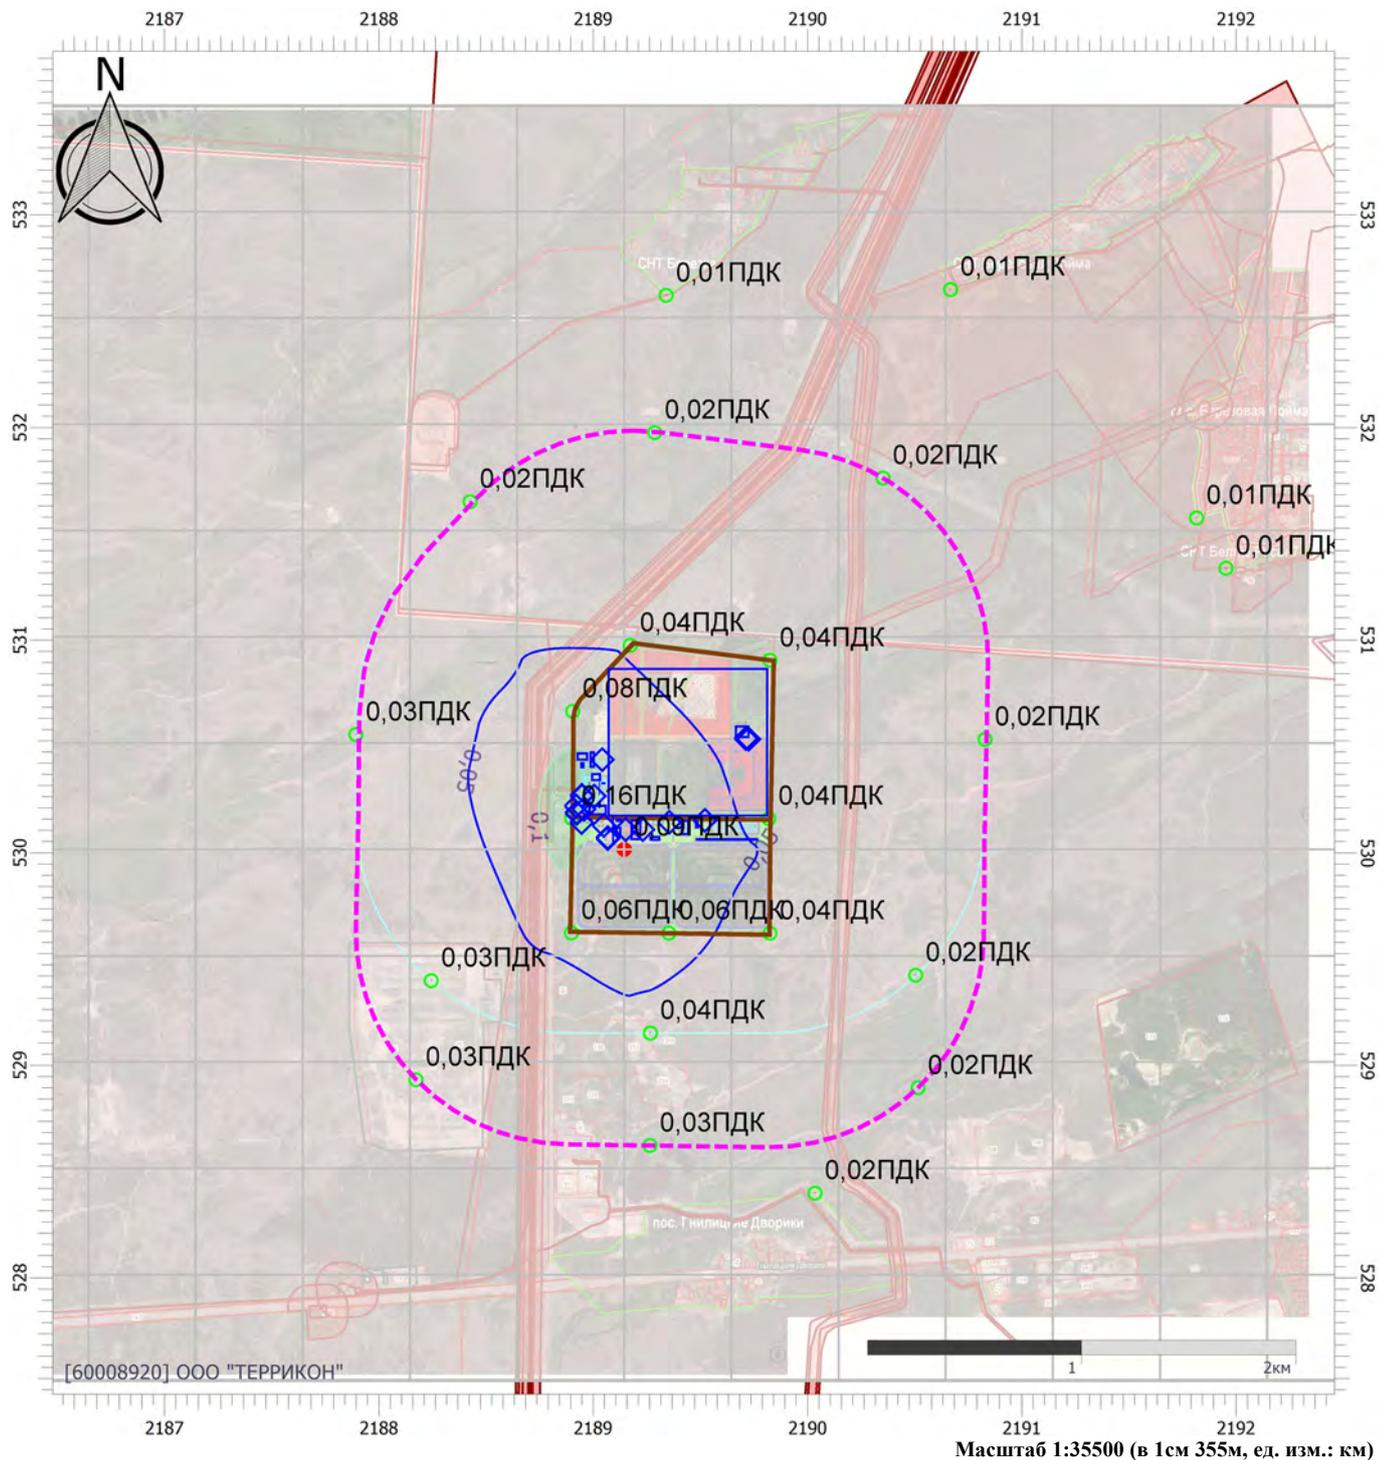 2187 2188 2189 2190 2191 2192
N
533 533
0,01ПДК 0,01ПДК
532 532
0,02ПДК
0,02ПДК
0,02ПДК
0,01ПДК
0,01ПДК
531 531
0,04ПДК 0,04ПДК
0,08ПДК
0,03ПДК 0,02ПДК
0,05
0,16ПДК 0,04ПДК
0,1 0,09ПДК
530 530
0,06ПДК 0,06ПДК 0,04ПДК
0,03ПДК 0,02ПДК
0,04ПДК
529 529
0,03ПДК 0,02ПДК
0,03ПДК
0,02ПДК
пос. Гнилицкие Дворики
528 528
1 2км
[60008920] ООО "ТЕРРИКОН"
2187 2188 2189 2190 2191 2192
Масштаб 1:35500 (в 1см 355м, ед. изм.: км)